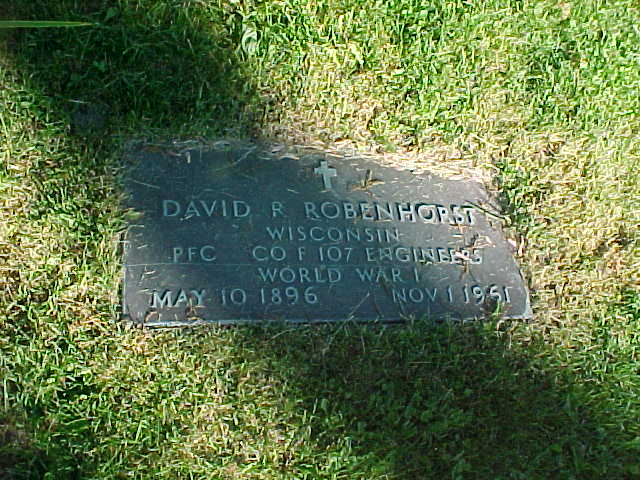 DAVID R ROBENHORST
WISCONSIN
PFC CO F 107 ENGINEERS
WORLD WAR I
MAY 10 1896 NOV 1 1961